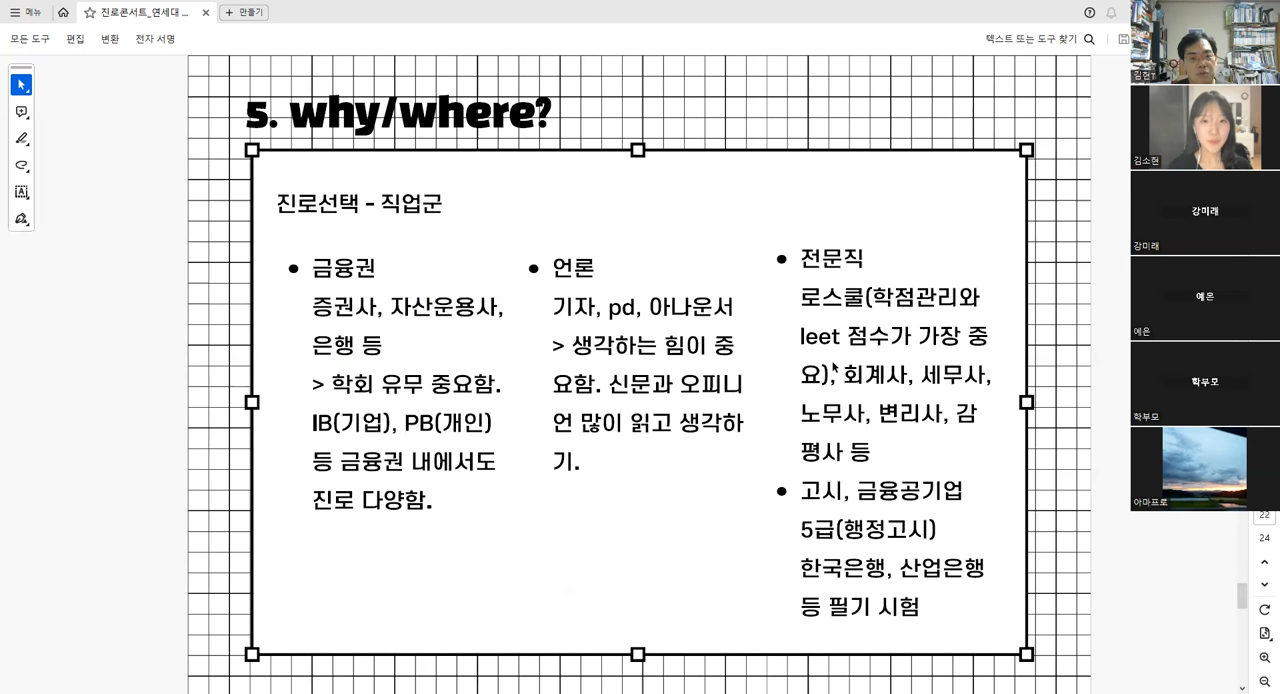 메뉴
진로콘서트_연세대 ...
만들기
모든 도구
편집
변환
전자 서명
텍스트 또는 도구 찾기
5. why/where?
진로선택 - 직업군
금융권
증권사, 자산운용사,
은행 등
> 학회 유무 중요함.
IB(기업), PB(개인)
등 금융권 내에서도
진로 다양함.
언론
기자, pd, 아나운서
> 생각하는 힘이 중
요함. 신문과 오피니
언 많이 읽고 생각하
기.
전문직
로스쿨(학점관리와
leet 점수가 가장 중
요), 회계사, 세무사,
노무사, 변리사, 감
평사 등
고시, 금융공기업
5급(행정고시)
한국은행, 산업은행
등 필기 시험
김현T
김소현
강미래
강미래
예은
예은
학부모
학부모
아마프로
22
24